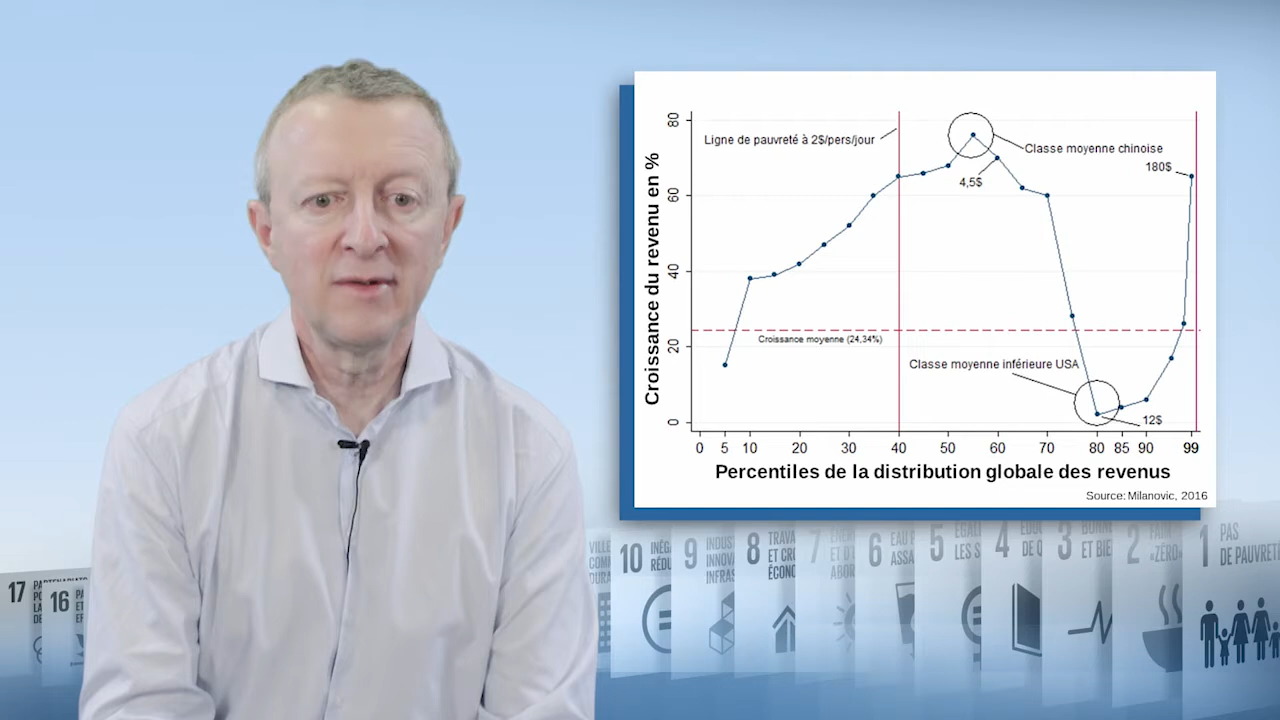 Croissance du revenu en %
80
60
40
20
0
Ligne de pauvreté à 2$/pers/jour
Classe moyenne chinoise
180$
4,5$
Croissance moyenne (24,34%)
Classe moyenne inférieure USA
12$
0 5 10 20 30 40 50 60 70 80 85 90 99
Percentiles de la distribution globale des revenus
Source: Milanovic, 2016
17
16
10
9
8
7
6
5
4
3
2
1
PAS
DE PAUVRETÉ
«ZÉRO»